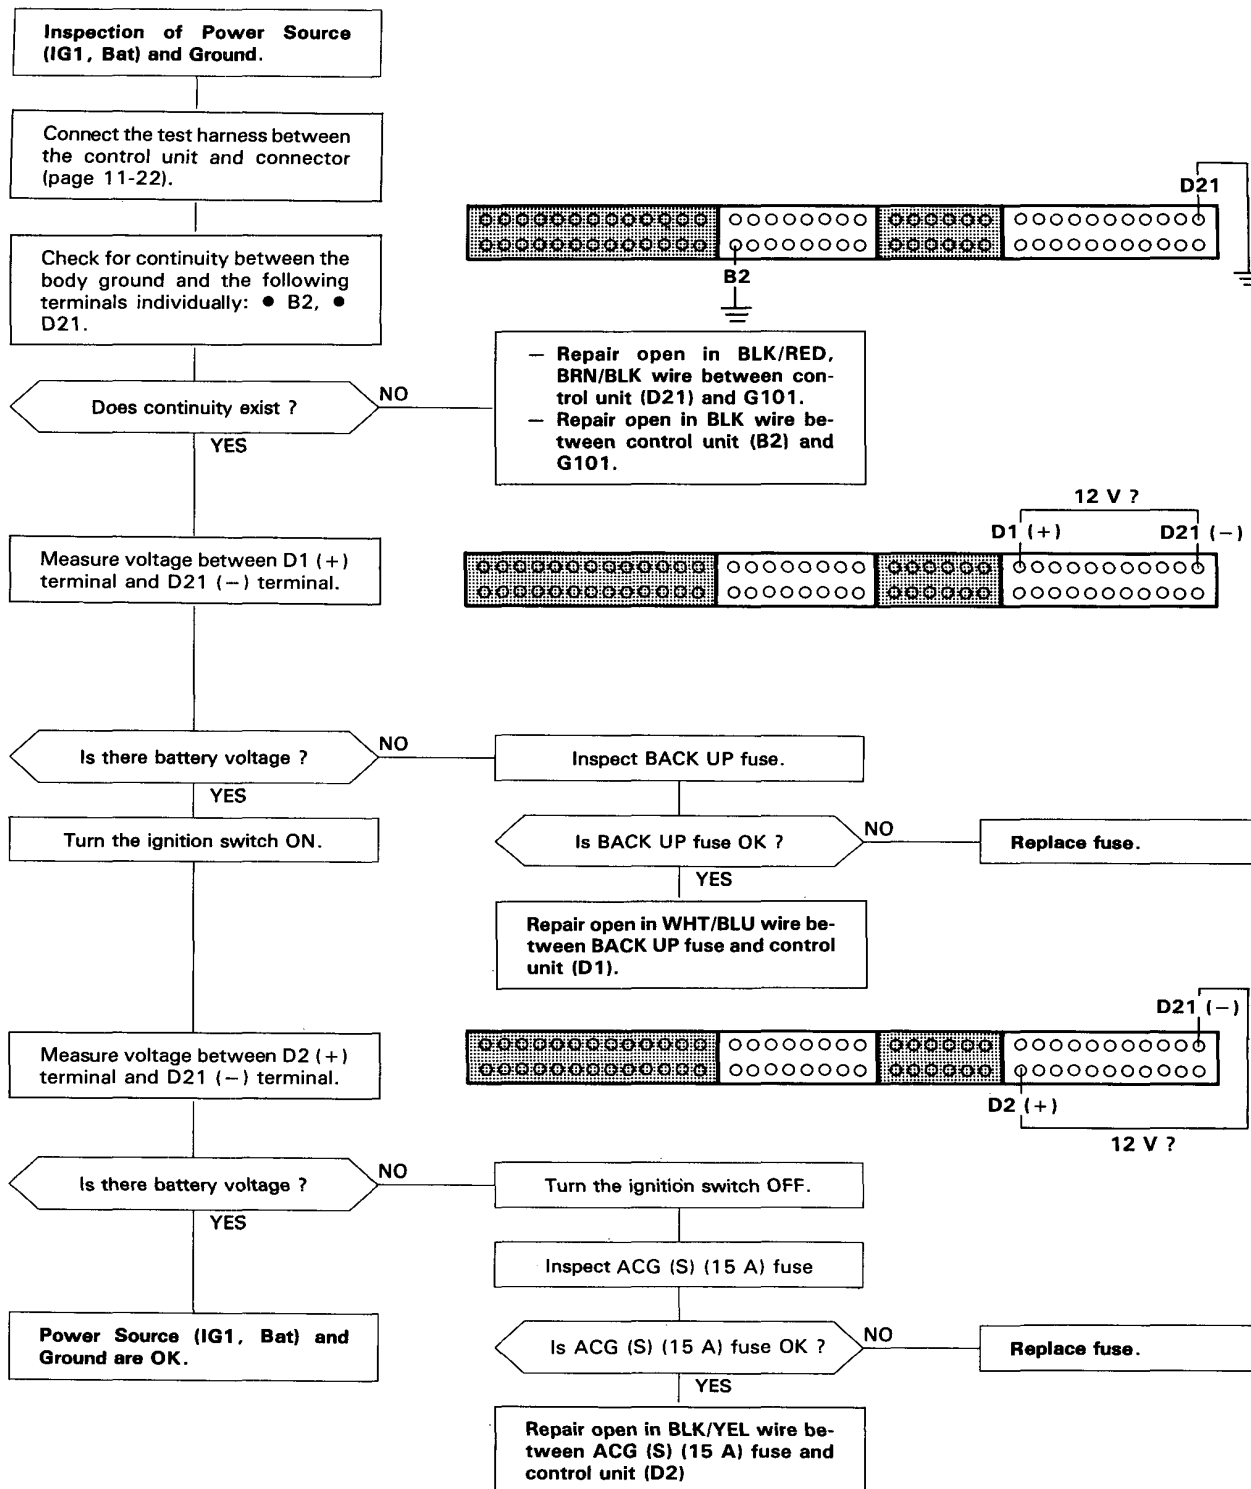 Inspection of Power Source
(IG1, Bat) and Ground.
Connect the test harness between
the control unit and connector
(page 11-22).
Check for continuity between the
body ground and the following
terminals individually: ● B2, ●
D21.
D21
B2
Does continuity exist ?
NO
YES
— Repair open in BLK/RED,
BRN/BLK wire between con-
trol unit (D21) and G101.
— Repair open in BLK wire be-
tween control unit (B2) and
G101.
Measure voltage between D1 (+)
terminal and D21 (−) terminal.
12 V ?
D1 (+)
D21 (−)
Is there battery voltage ?
NO
YES
Inspect BACK UP fuse.
Turn the ignition switch ON.
Is BACK UP fuse OK ?
NO
Replace fuse.
YES
Repair open in WHT/BLU wire be-
tween BACK UP fuse and control
unit (D1).
Measure voltage between D2 (+)
terminal and D21 (−) terminal.
D21 (−)
D2 (+)
12 V ?
Is there battery voltage ?
NO
YES
Turn the ignition switch OFF.
Inspect ACG (S) (15 A) fuse
Power Source (IG1, Bat) and
Ground are OK.
Is ACG (S) (15 A) fuse OK ?
NO
Replace fuse.
YES
Repair open in BLK/YEL wire be-
tween ACG (S) (15 A) fuse and
control unit (D2)